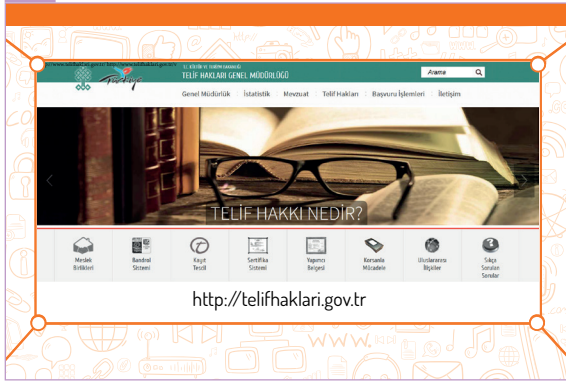 T.C. KÜLTÜR VE TURİZM BAKANLIĞI
TELİF HAKLARI GENEL MÜDÜRLÜĞÜ
Türkiye
Arama
Genel Müdürlük İstatistik Mevzuat Telif Hakları Başvuru İşlemleri İletişim
TELİF HAKKI NEDİR?
Meslek Birlikleri
Bandrol Sistemi
Kayıt Tescil
Sertifika Sistemi
Yapımcı Belgesi
Korsanla Mücadele
Uluslararası İlişkiler
Sıkça Sorulan Sorular
http://telifhaklari.gov.tr
WWW.